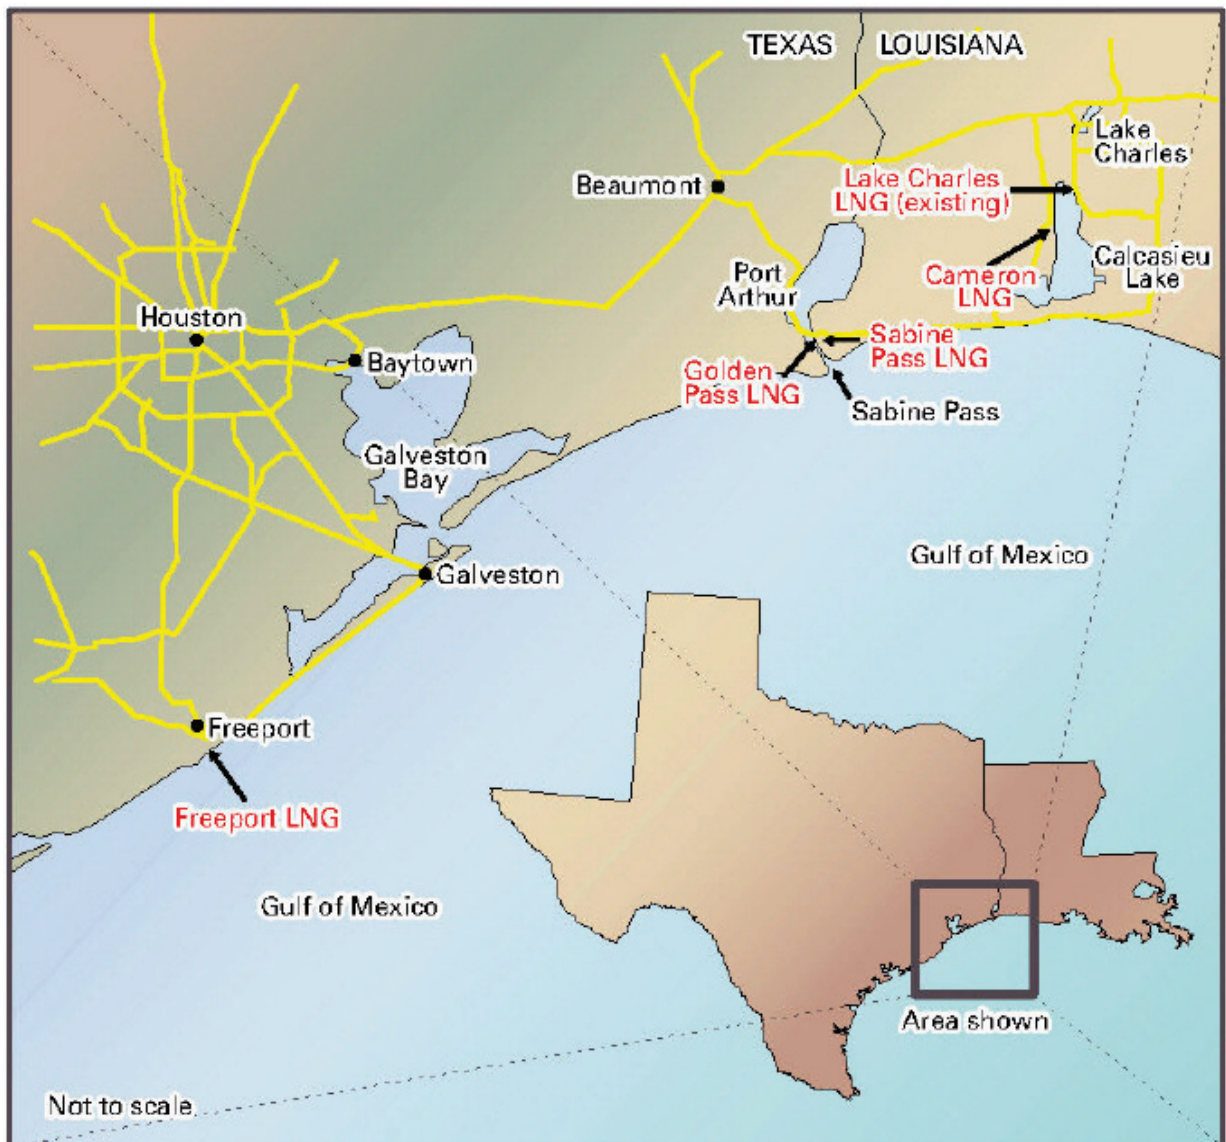 TEXAS
LOUISIANA
Lake
Charles
Beaumont
Lake Charles
LNG (existing)
Port
Arthur
Cameron
LNG
Calcasieu
Lake
Houston
Baytown
Golden
Pass LNG
Sabine
Pass LNG
Sabine Pass
Galveston
Bay
Gulf of Mexico
Galveston
Freeport
Freeport LNG
Gulf of Mexico
Area shown
Not to scale